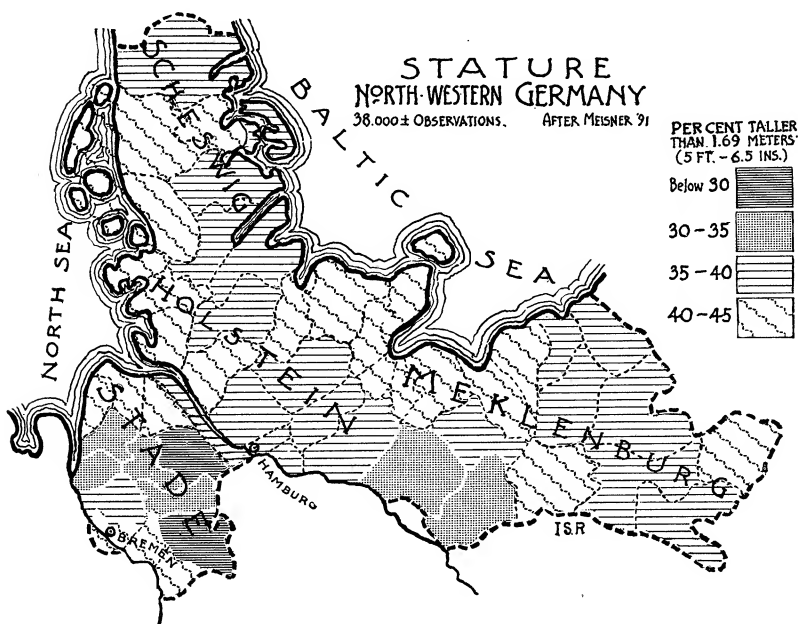 STATURE
NORTH-WESTERN GERMANY
38.000± OBSERVATIONS. AFTER MEISNER '91
PER CENT TALLER
THAN 1.69 METERS
(5 FT. - 6.5 INS.)
Below 30
30-35
35-40
40-45
SCHLESWIG
BALTIC SEA
NORTH SEA
HOLSTEIN
MEKLENBURG
STADE
HAMBURG
BREMEN
IS.R